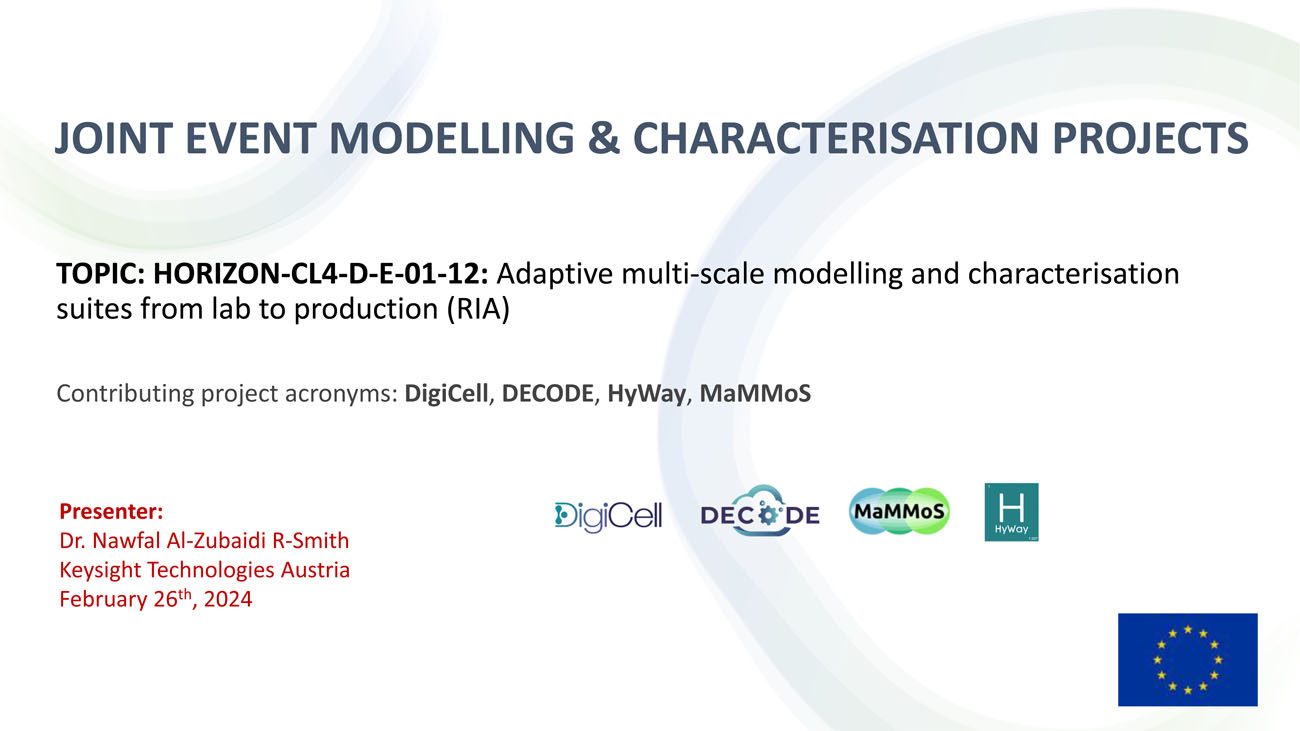 JOINT EVENT MODELLING & CHARACTERISATION PROJECTS
TOPIC: HORIZON-CL4-D-E-01-12: Adaptive multi-scale modelling and characterisation
suites from lab to production (RIA)
Contributing project acronyms: DigiCell, DECODE, HyWay, MaMMoS
Presenter:
Dr. Nawfal Al-Zubaidi R-Smith
Keysight Technologies Austria
February 26th, 2024
DigiCell
DECODE
MaMMoS
H
HyWay